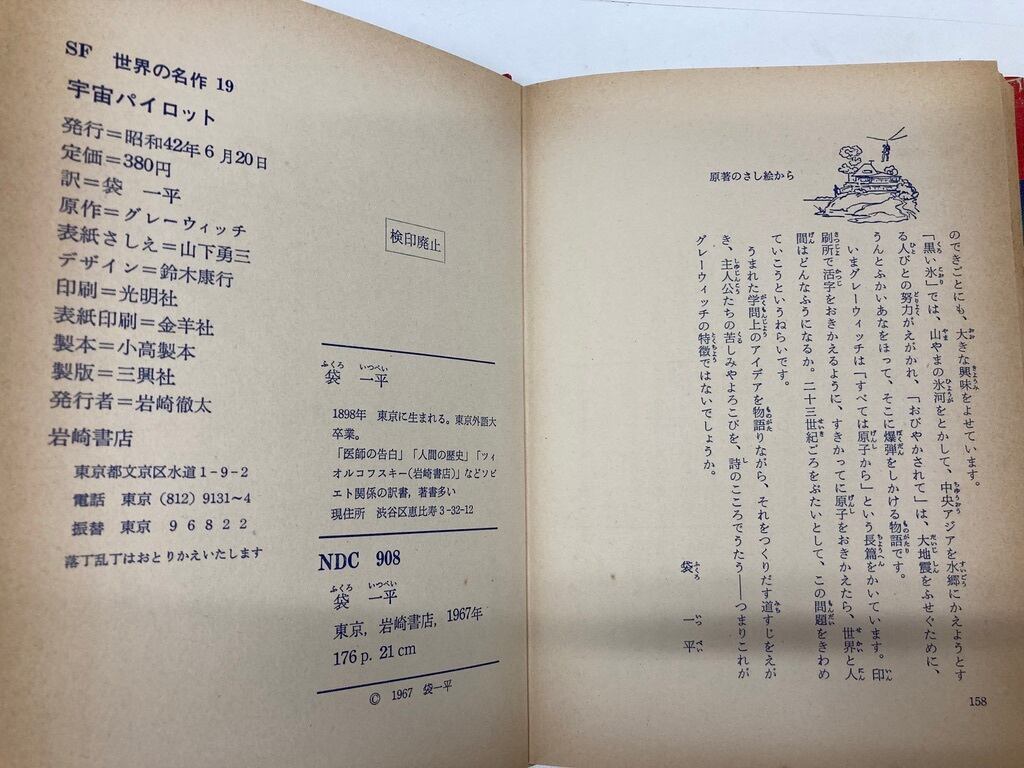 SF 世界の名作 19
宇宙パイロット
発行=昭和42年6月20日
定価=380円
訳=袋 一平
原作=グレーウィッチ
表紙さしえ=山下勇三
デザイン=鈴木康行
印刷=光明社
表紙印刷=金羊社
製本=小高製本
製版=三興社
発行者=岩崎徹太
岩崎書店
東京都文京区水道1-9-2
電話 東京 (812) 9131~4
振替 東京 96822
落丁乱丁はおとりかえいたします
検印廃止
ふくろ いつぺい
袋 一平
1898年 東京に生まれる。東京外語大
卒業。
「医師の告白」「人間の歴史」「ツィ
オルコフスキー(岩崎書店)」などソビ
エト関係の訳書,著書多い
現住所 渋谷区恵比寿3-32-12
NDC 908
ふくろ いつぺい
袋 一平
東京, 岩崎書店, 1967年
176 p. 21 cm
© 1967 袋一平
原著のさし絵から
のできごとにも、大きな興味をよせています。
「黒い氷」では、山やまの氷河をとかして、中央アジアを水郷にかえようとす
る人びとの努力がえがかれ、「おびやかされて」は、大地震をふせぐために、
うんとふかいあなをほって、そこに爆弾をしかける物語です。
いまグレーウィッチは「すべては原子から」という長篇をかいています。印
刷所で活字をおきかえるように、すきかってに原子をおきかえたら、世界と人
間はどんなふうになるか。二十三世紀ごろをぶたいとして、この問題をきわめ
ていこうというねらいです。
うまれた学問上のアイデアを物語りながら、それをつくりだす道すじをえが
き、主人公たちの苦しみやよろこびを、詩のこころでうたう——つまりこれが
グレーウィッチの特徴ではないでしょうか。
袋 一平
158